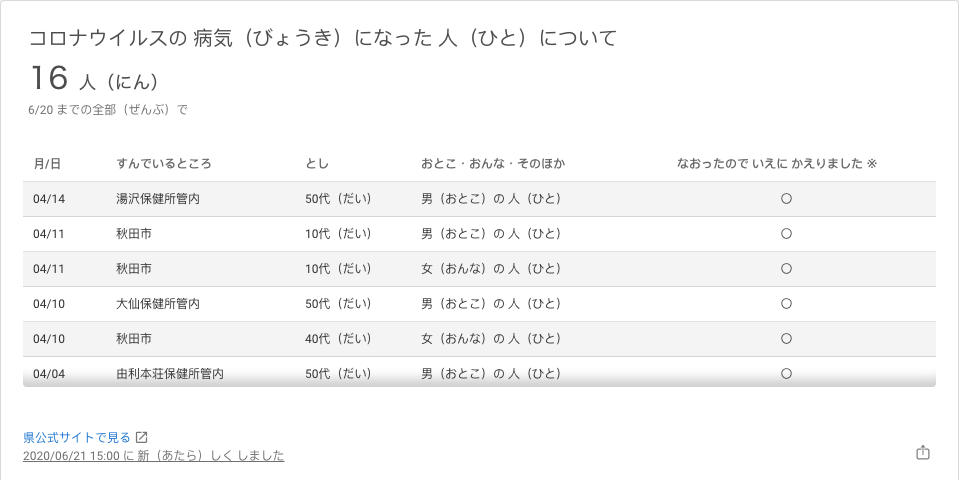 コロナウイルスの 病気（びょうき）になった 人（ひと）について
16 人（にん）
6/20 までの全部（ぜんぶ）で
月/日 すんでいるところ とし おとこ・おんな・そのほか なおったので いえに かえりました ※
04/14 湯沢保健所管内 50代（だい） 男（おとこ）の 人（ひと） ○
04/11 秋田市 10代（だい） 男（おとこ）の 人（ひと） ○
04/11 秋田市 10代（だい） 女（おんな）の 人（ひと） ○
04/10 大仙保健所管内 50代（だい） 男（おとこ）の 人（ひと） ○
04/10 秋田市 40代（だい） 女（おんな）の 人（ひと） ○
04/04 由利本荘保健所管内 50代（だい） 男（おとこ）の 人（ひと） ○
県公式サイトで見る
2020/06/21 15:00 に 新（あたら）しく しました